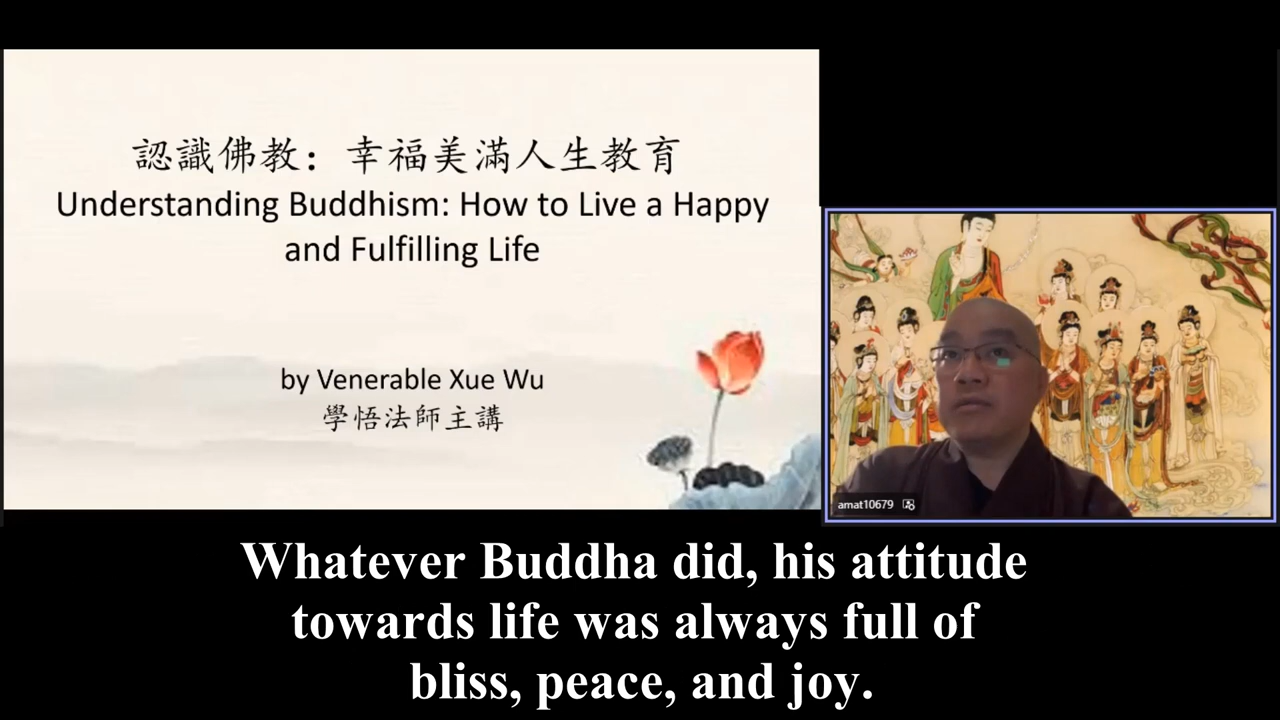 認識佛教：幸福美滿人生教育
Understanding Buddhism: How to Live a Happy
and Fulfilling Life
by Venerable Xue Wu
學悟法師主講
amat10679
Whatever Buddha did, his attitude
towards life was always full of
bliss, peace, and joy.